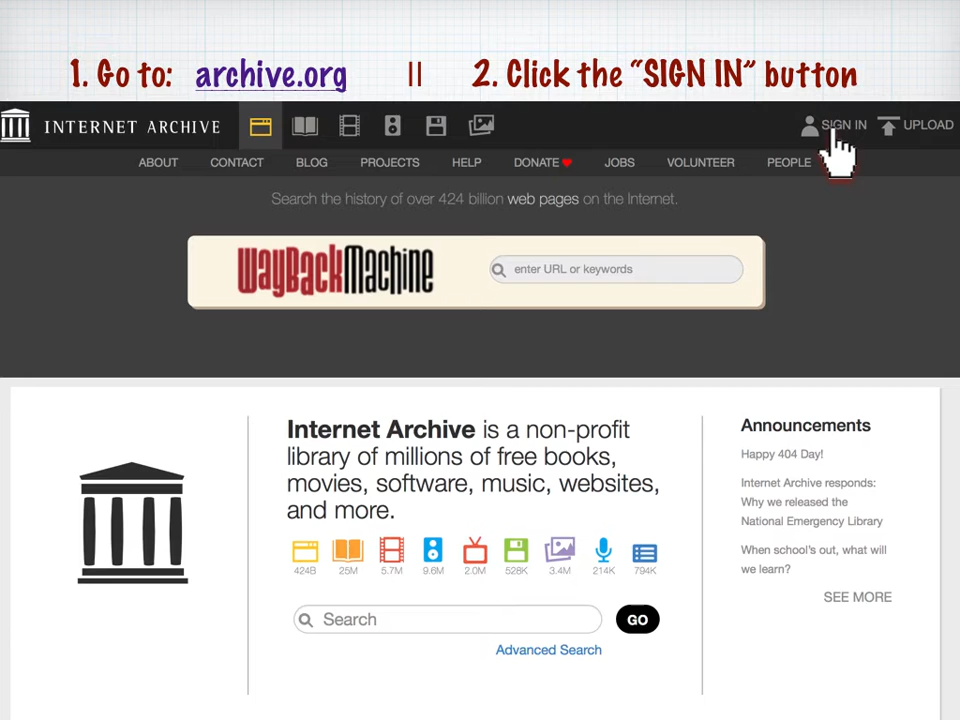 1. Go to: archive.org || 2. Click the “SIGN IN” button
INTERNET ARCHIVE SIGN IN UPLOAD
ABOUT CONTACT BLOG PROJECTS HELP DONATE JOBS VOLUNTEER PEOPLE
Search the history of over 424 billion web pages on the Internet.
WayBackMachine enter URL or keywords
Internet Archive is a non-profit
library of millions of free books,
movies, software, music, websites,
and more.
424B 25M 5.7M 9.6M 2.0M 528K 3.4M 214K 794K
Search GO
Advanced Search
Announcements
Happy 404 Day!
Internet Archive responds:
Why we released the
National Emergency Library
When school’s out, what will
we learn?
SEE MORE